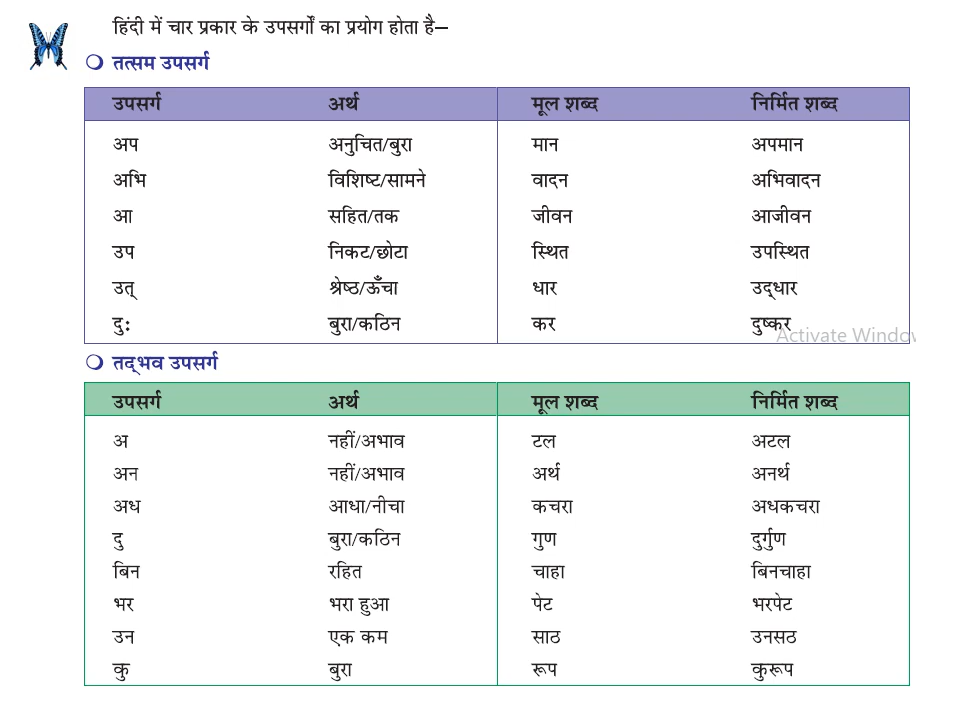 हिंदी में चार प्रकार के उपसर्गों का प्रयोग होता है—
तत्सम उपसर्ग
उपसर्ग अर्थ मूल शब्द निर्मित शब्द
अप अनुचित/बुरा मान अपमान
अभि विशिष्ट/सामने वादन अभिवादन
आ सहित/तक जीवन आजीवन
उप निकट/छोटा स्थित उपस्थित
उत् श्रेष्ठ/ऊँचा धार उद्धार
दुः बुरा/कठिन कर दुष्कर
Activate Window
तद्भव उपसर्ग
उपसर्ग अर्थ मूल शब्द निर्मित शब्द
अ नहीं/अभाव टल अटल
अन नहीं/अभाव अर्थ अनर्थ
अध आधा/नीचा कचरा अधकचरा
दु बुरा/कठिन गुण दुर्गुण
बिन रहित चाहा बिनचाहा
भर भरा हुआ पेट भरपेट
उन एक कम साठ उनसठ
कु बुरा रूप कुरूप